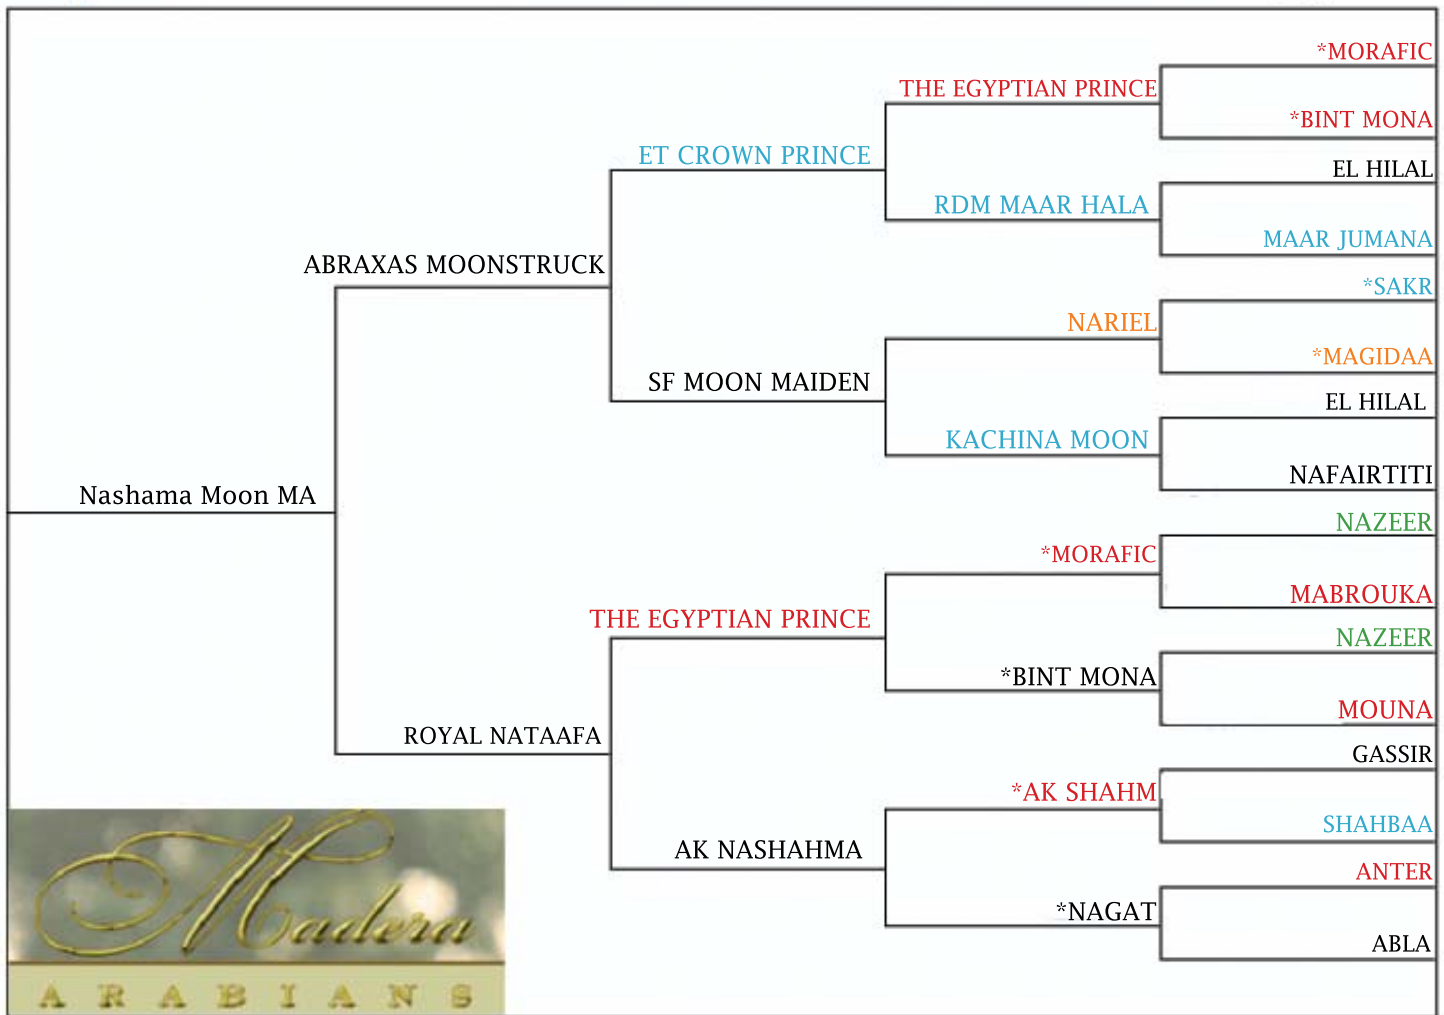 *MORAFIC
THE EGYPTIAN PRINCE
*BINT MONA
ET CROWN PRINCE
EL HILAL
RDM MAAR HALA
MAAR JUMANA
ABRAXAS MOONSTRUCK
*SAKR
NARIEL
*MAGIDAA
SF MOON MAIDEN
EL HILAL
KACHINA MOON
NAFAIRTITI
Nashama Moon MA
NAZEER
*MORAFIC
MABROUKA
THE EGYPTIAN PRINCE
NAZEER
*BINT MONA
MOUNA
ROYAL NATAAFA
GASSIR
*AK SHAHM
SHAHBAA
AK NASHAHMA
ANTER
*NAGAT
ABLA
Madera
ARABIANS